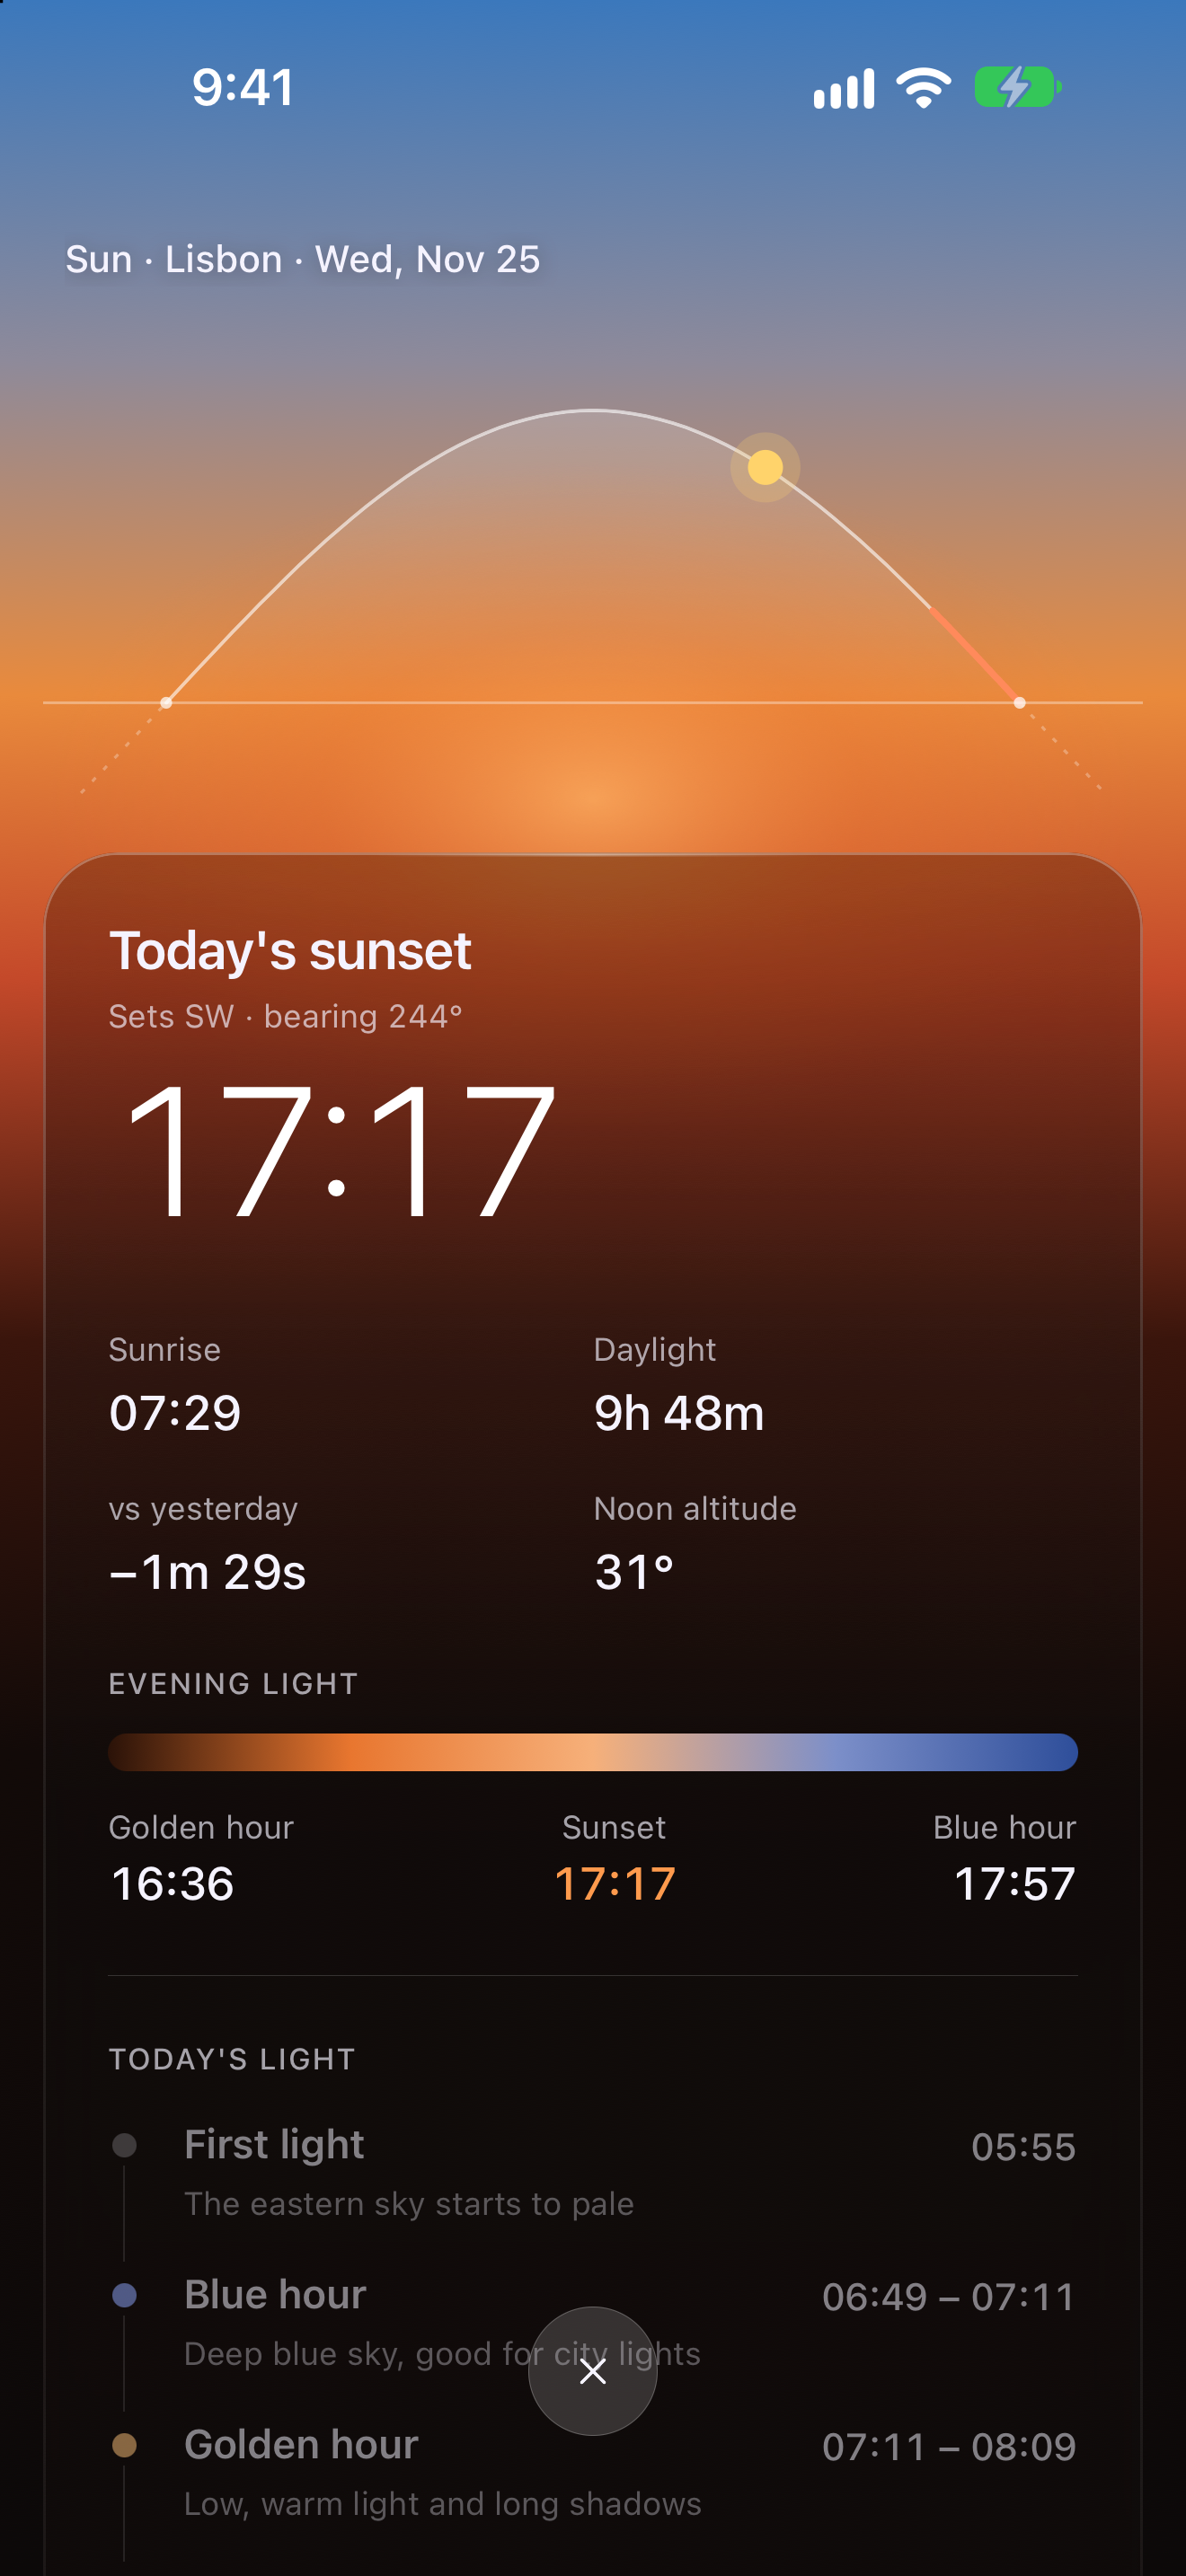 9:41
Sun · Lisbon · Wed, Nov 25
Today's sunset
Sets SW · bearing 244°
17:17
Sunrise
Daylight
07:29
9h 48m
vs yesterday
Noon altitude
−1m 29s
31°
EVENING LIGHT
Golden hour
Sunset
Blue hour
16:36
17:17
17:57
TODAY'S LIGHT
First light
05:55
The eastern sky starts to pale
Blue hour
06:49 – 07:11
Deep blue sky, good for city lights
Golden hour
07:11 – 08:09
Low, warm light and long shadows